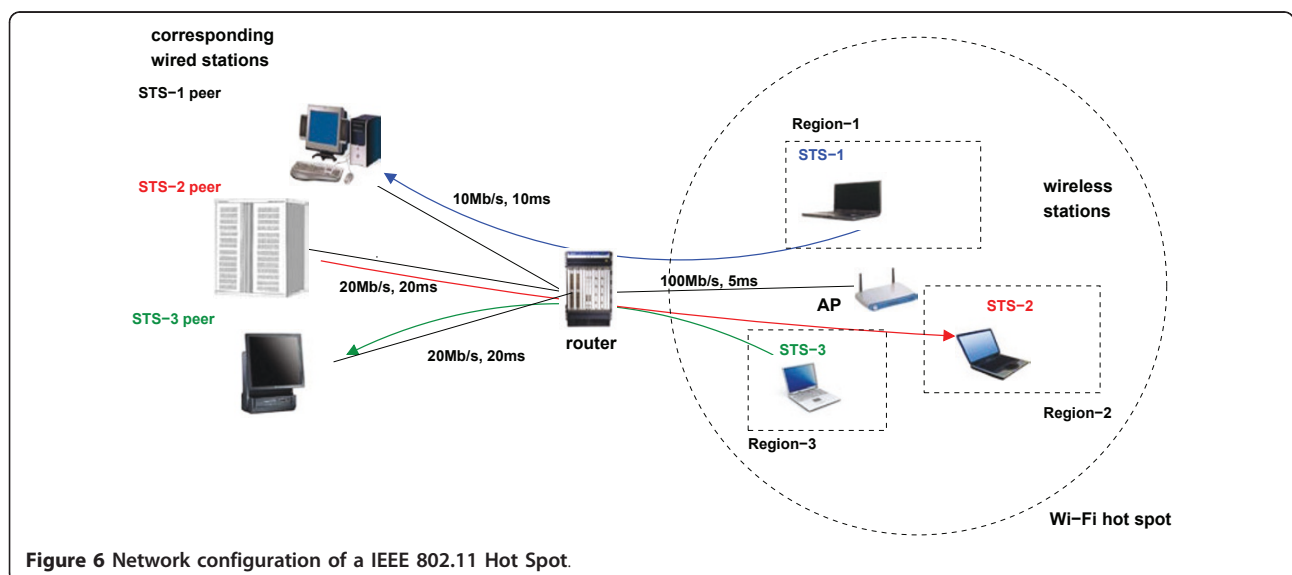 corresponding
wired stations
STS−1 peer
Region−1
STS−1
wireless
stations
STS−2 peer
10Mb/s, 10ms
20Mb/s, 20ms
100Mb/s, 5ms
AP
STS−2
STS−3 peer
router
20Mb/s, 20ms
STS−3
Region−2
Region−3
Wi−Fi hot spot
Figure 6 Network configuration of a IEEE 802.11 Hot Spot.